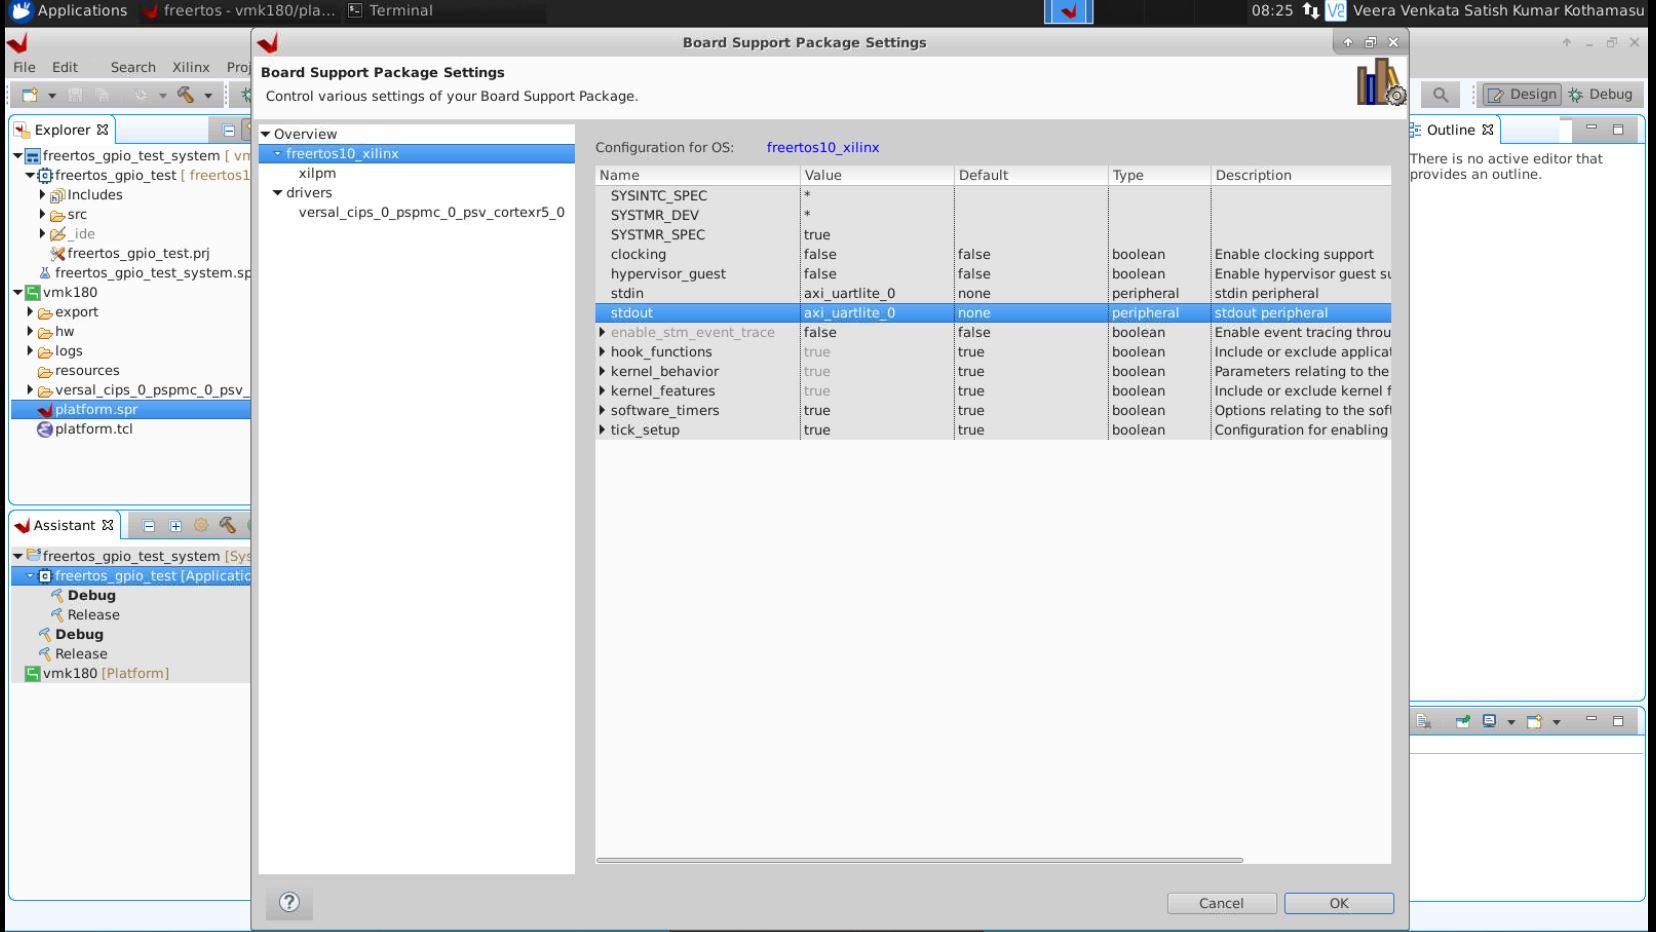 Applications freertos - vmk180/pla... Terminal 08:25 Veera Venkata Satish Kumar Kothamasu
Board Support Package Settings
File Edit Search Xilinx Proj
Board Support Package Settings
Control various settings of your Board Support Package.
Design Debug
Explorer
freertos_gpio_test_system [ vm
freertos_gpio_test [ freertos1
Includes
src
_ide
freertos_gpio_test.prj
freertos_gpio_test_system.sp
vmk180
export
hw
logs
resources
versal_cips_0_pspmc_0_psv_
platform.spr
platform.tcl
Assistant
freertos_gpio_test_system [Sys
freertos_gpio_test [Applicatio
Debug
Release
Debug
Release
vmk180 [Platform]
Overview
freertos10_xilinx
xilpm
drivers
versal_cips_0_pspmc_0_psv_cortexr5_0
Configuration for OS: freertos10_xilinx
Name Value Default Type Description
SYSINTC_SPEC *
SYSTMR_DEV *
SYSTMR_SPEC true
clocking false false boolean Enable clocking support
hypervisor_guest false false boolean Enable hypervisor guest su
stdin axi_uartlite_0 none peripheral stdin peripheral
stdout axi_uartlite_0 none peripheral stdout peripheral
enable_stm_event_trace false false boolean Enable event tracing throu
hook_functions true true boolean Include or exclude applicat
kernel_behavior true true boolean Parameters relating to the
kernel_features true true boolean Include or exclude kernel f
software_timers true true boolean Options relating to the soft
tick_setup true true boolean Configuration for enabling
Outline
There is no active editor that
provides an outline.
Cancel OK